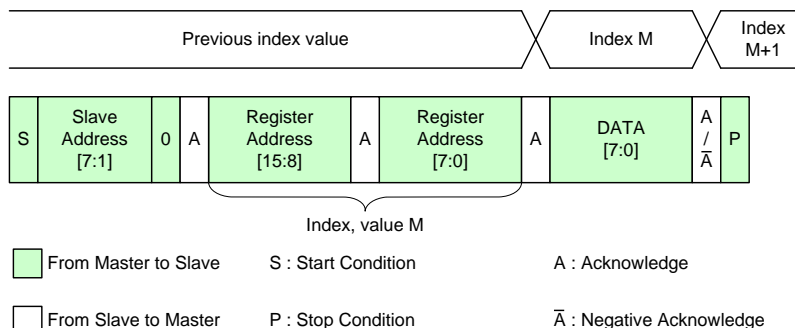 Previous index value
Index M
Index
M+1
S
Slave
Address
[7:1]
0
A
Register
Address
[15:8]
A
Register
Address
[7:0]
A
DATA
[7:0]
A
/
A̅
P
Index, value M
From Master to Slave
S : Start Condition
A : Acknowledge
From Slave to Master
P : Stop Condition
A̅ : Negative Acknowledge